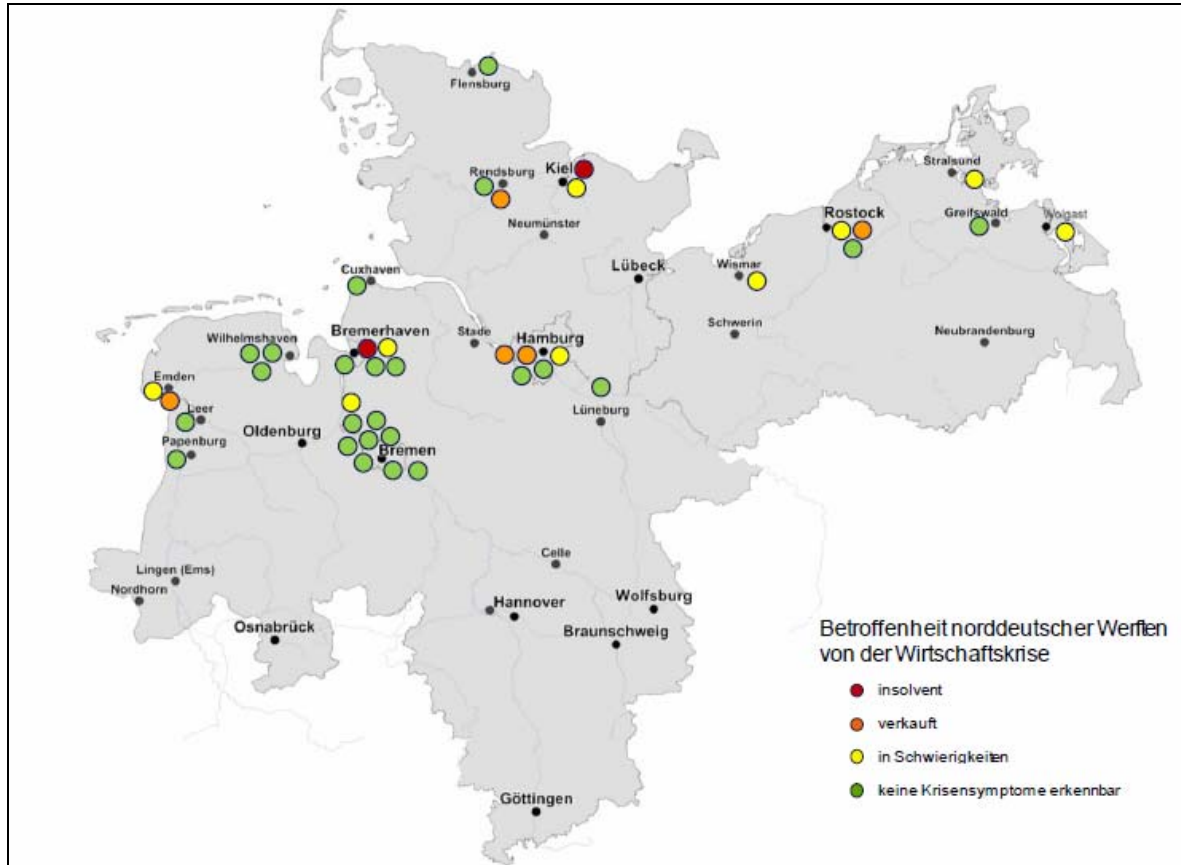 Flensburg
Kiel
Rendsburg
Neumünster
Stralsund
Greifswald
Wolgast
Rostock
Lübeck
Wismar
Schwerin
Neubrandenburg
Cuxhaven
Bremerhaven
Stade
Hamburg
Wilhelmshaven
Emden
Leer
Papenburg
Oldenburg
Bremen
Lüneburg
Celle
Lingen (Ems)
Nordhorn
Hannover
Wolfsburg
Braunschweig
Osnabrück
Göttingen
Betroffenheit norddeutscher Werften
von der Wirtschaftskrise
insolvent
verkauft
in Schwierigkeiten
keine Krisensymptome erkennbar